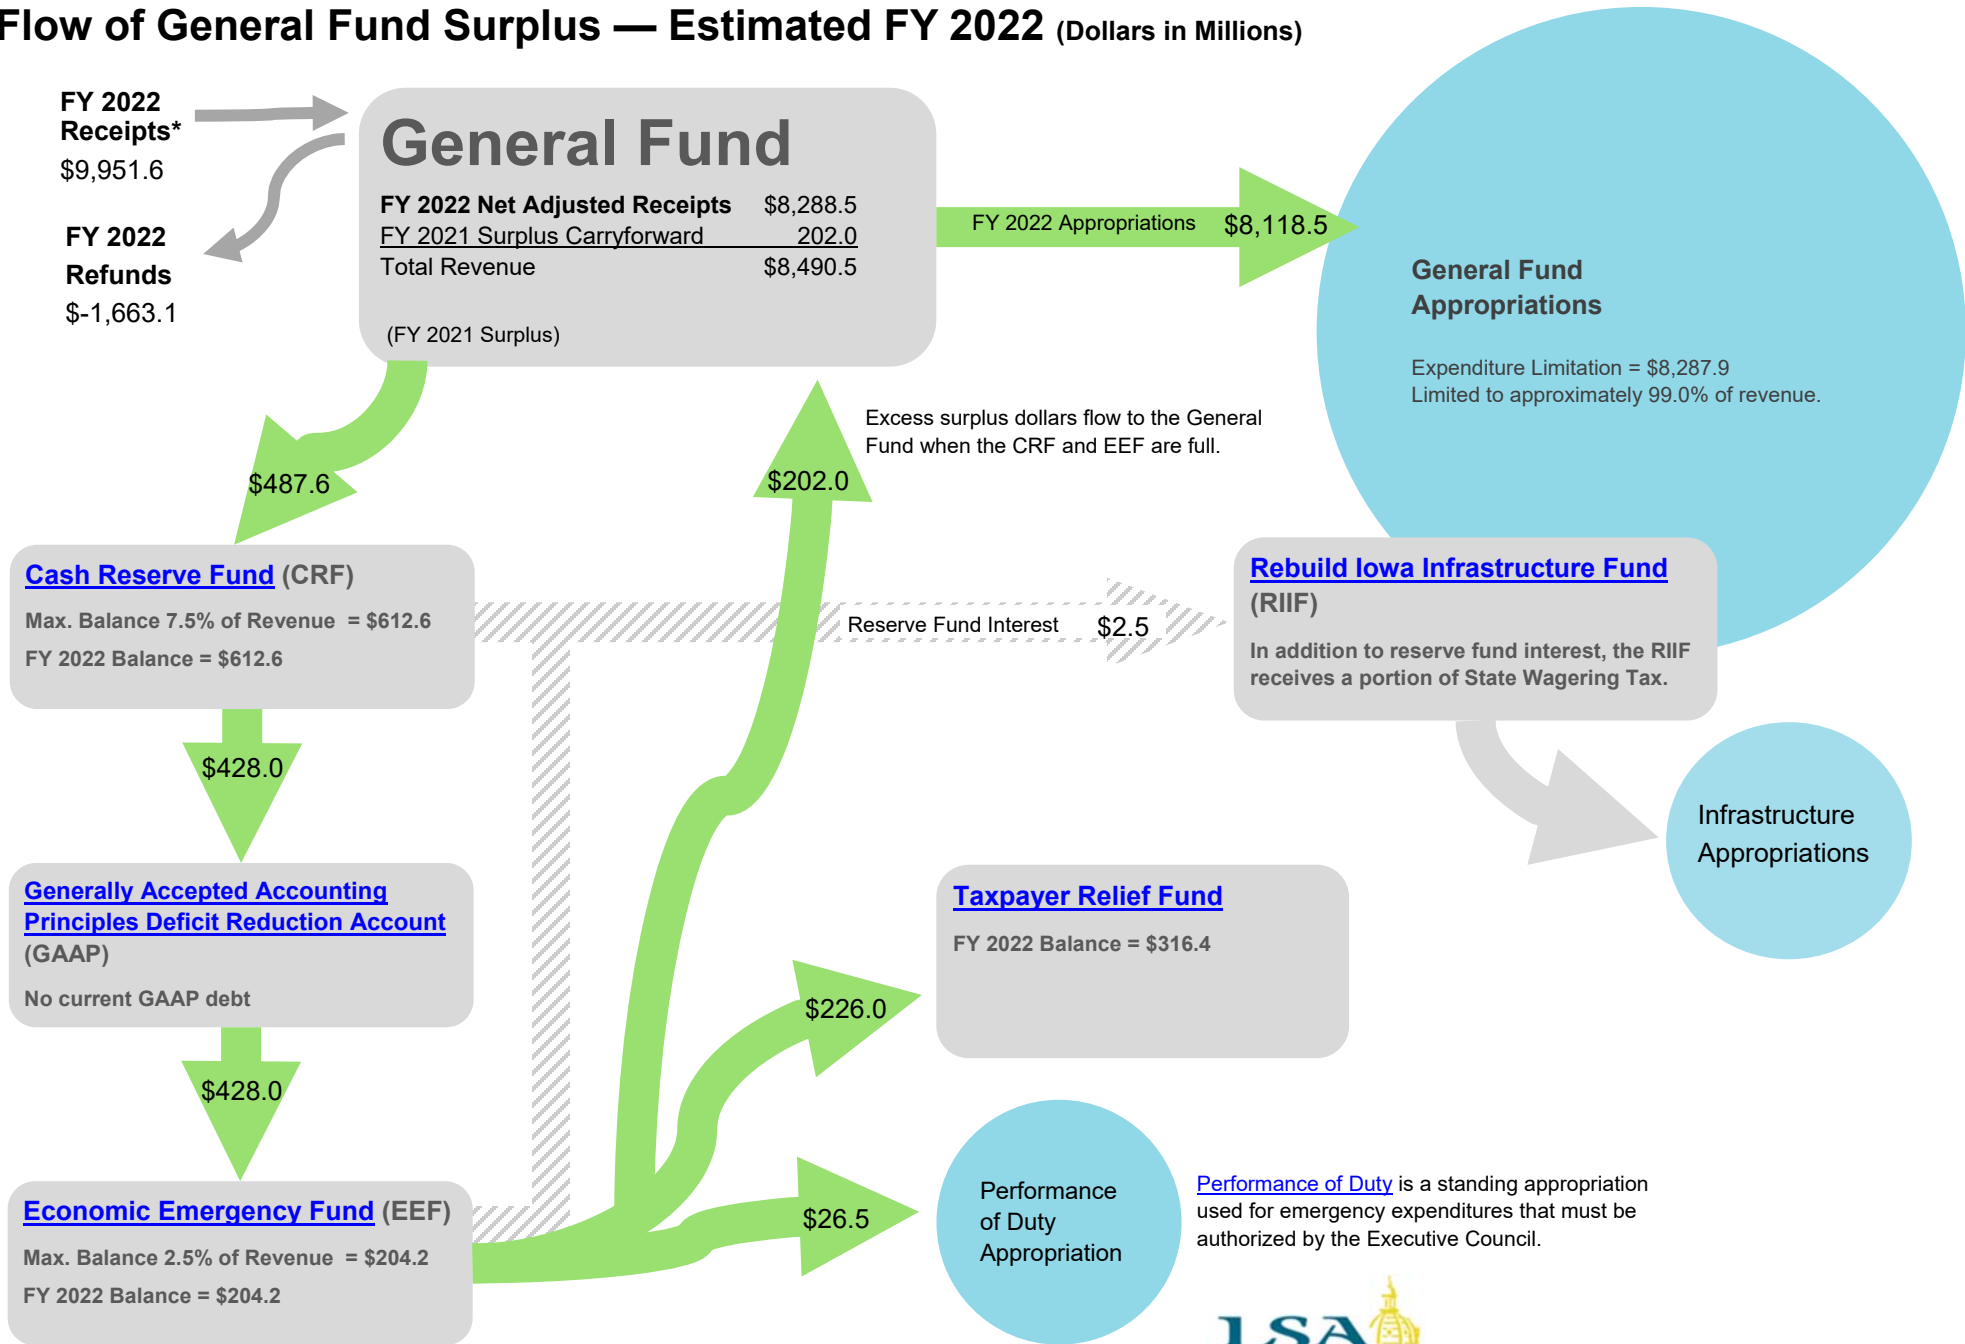 Flow of General Fund Surplus — Estimated FY 2022 (Dollars in Millions)
FY 2022
Receipts*
$9,951.6
FY 2022
Refunds
$-1,663.1
General Fund
FY 2022 Net Adjusted Receipts $8,288.5
FY 2021 Surplus Carryforward 202.0
Total Revenue $8,490.5
(FY 2021 Surplus)
FY 2022 Appropriations $8,118.5
General Fund
Appropriations
Expenditure Limitation = $8,287.9
Limited to approximately 99.0% of revenue.
$487.6
$202.0
Excess surplus dollars flow to the General
Fund when the CRF and EEF are full.
Cash Reserve Fund (CRF)
Max. Balance 7.5% of Revenue = $612.6
FY 2022 Balance = $612.6
Reserve Fund Interest $2.5
Rebuild Iowa Infrastructure Fund
(RIIF)
In addition to reserve fund interest, the RIIF
receives a portion of State Wagering Tax.
$428.0
Infrastructure
Appropriations
Generally Accepted Accounting
Principles Deficit Reduction Account
(GAAP)
No current GAAP debt
Taxpayer Relief Fund
FY 2022 Balance = $316.4
$226.0
$428.0
Economic Emergency Fund (EEF)
Max. Balance 2.5% of Revenue = $204.2
FY 2022 Balance = $204.2
$26.5
Performance
of Duty
Appropriation
Performance of Duty is a standing appropriation
used for emergency expenditures that must be
authorized by the Executive Council.
LSA